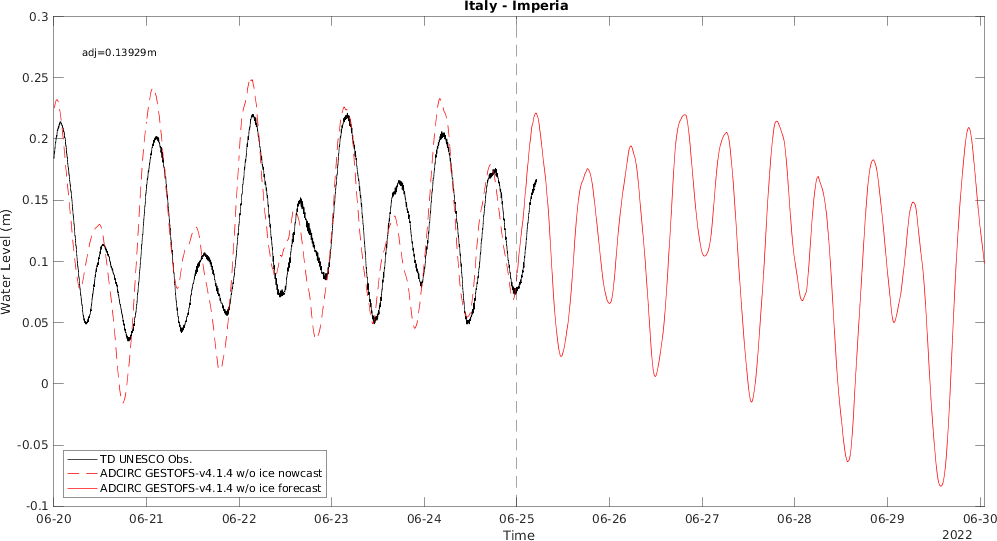 Italy - Imperia
0.3
adj=0.13929m
0.25
0.2
0.15
0.1
0.05
0
-0.05
-0.1
Water Level (m)
TD UNESCO Obs.
ADCIRC GESTOFS-v4.1.4 w/o ice nowcast
ADCIRC GESTOFS-v4.1.4 w/o ice forecast
06-20 06-21 06-22 06-23 06-24 06-25 06-26 06-27 06-28 06-29 06-30
Time
2022